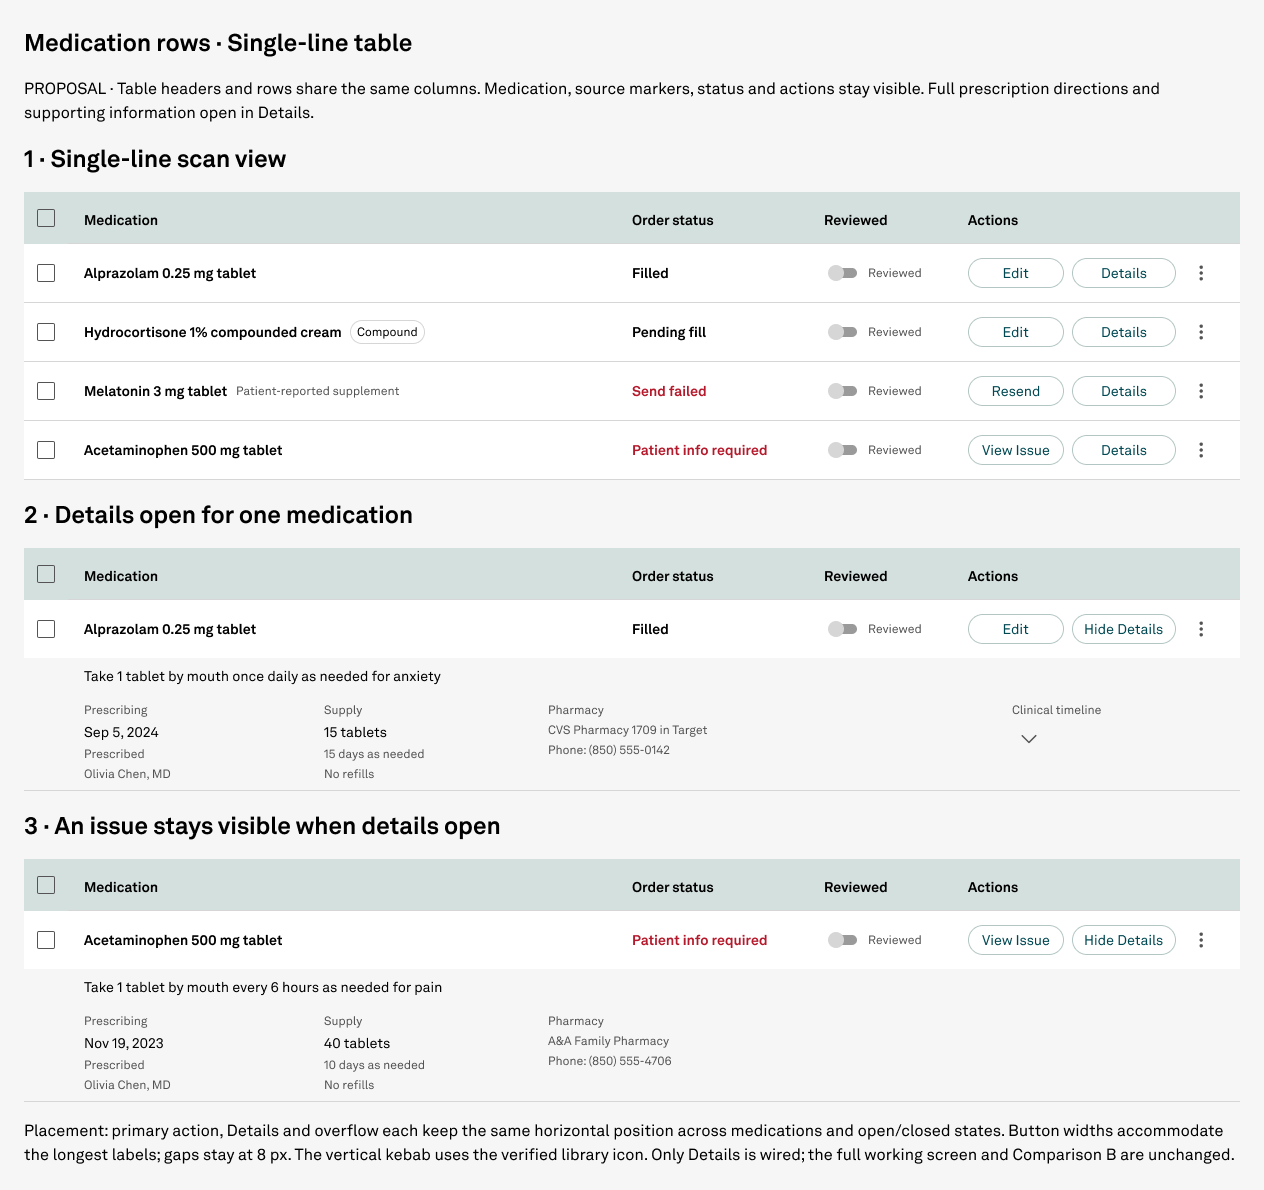 Medication rows · Single-line table
PROPOSAL · Table headers and rows share the same columns. Medication, source markers, status and actions stay visible. Full prescription directions and
supporting information open in Details.
1 · Single-line scan view
Medication Order status Reviewed Actions
Alprazolam 0.25 mg tablet Filled Reviewed Edit Details
Hydrocortisone 1% compounded cream Compound Pending fill Reviewed Edit Details
Melatonin 3 mg tablet Patient-reported supplement Send failed Reviewed Resend Details
Acetaminophen 500 mg tablet Patient info required Reviewed View Issue Details
2 · Details open for one medication
Medication Order status Reviewed Actions
Alprazolam 0.25 mg tablet Filled Reviewed Edit Hide Details
Take 1 tablet by mouth once daily as needed for anxiety
Prescribing Supply Pharmacy Clinical timeline
Sep 5, 2024 15 tablets CVS Pharmacy 1709 in Target
Prescribed 15 days as needed Phone: (850) 555-0142
Olivia Chen, MD No refills
3 · An issue stays visible when details open
Medication Order status Reviewed Actions
Acetaminophen 500 mg tablet Patient info required Reviewed View Issue Hide Details
Take 1 tablet by mouth every 6 hours as needed for pain
Prescribing Supply Pharmacy
Nov 19, 2023 40 tablets A&A Family Pharmacy
Prescribed 10 days as needed Phone: (850) 555-4706
Olivia Chen, MD No refills
Placement: primary action, Details and overflow each keep the same horizontal position across medications and open/closed states. Button widths accommodate
the longest labels; gaps stay at 8 px. The vertical kebab uses the verified library icon. Only Details is wired; the full working screen and Comparison B are unchanged.